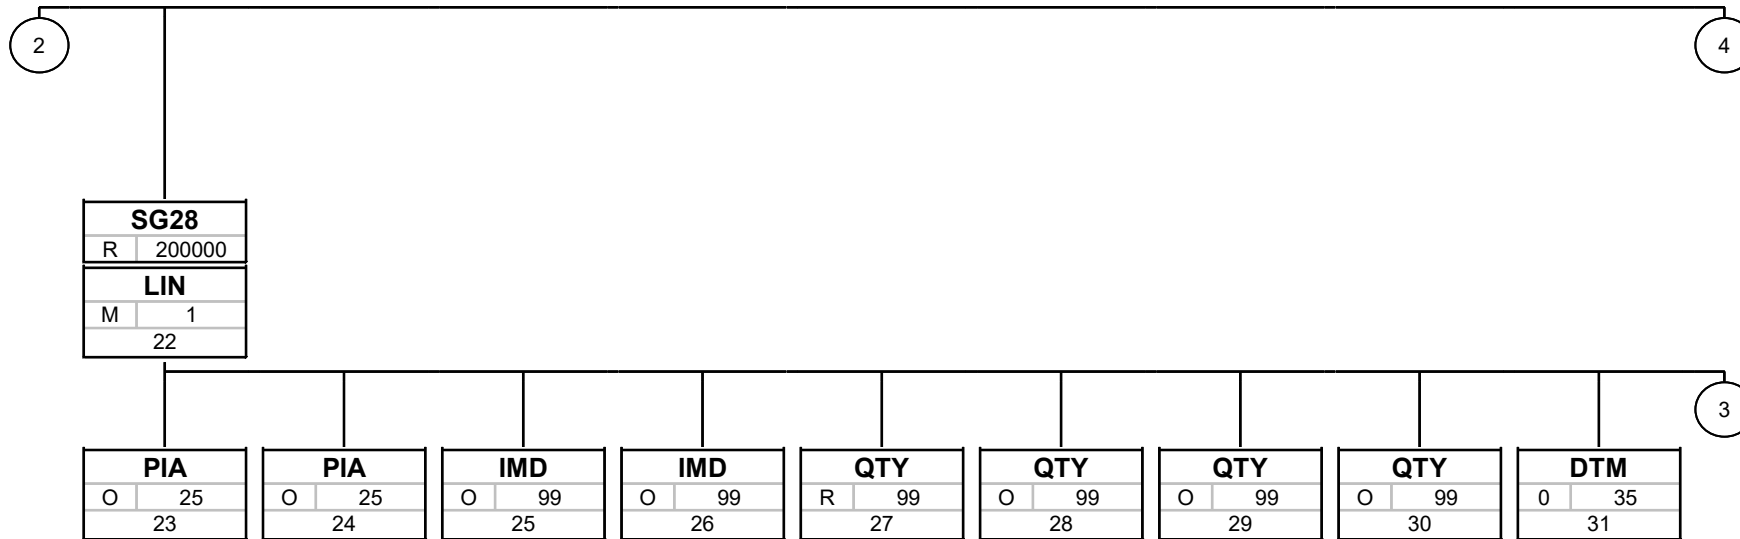 2
4
SG28
R 200000
LIN
M 1
22
3
PIA PIA IMD IMD QTY QTY QTY QTY DTM
O 25 O 25 O 99 O 99 R 99 O 99 O 99 O 99 0 35
23 24 25 26 27 28 29 30 31